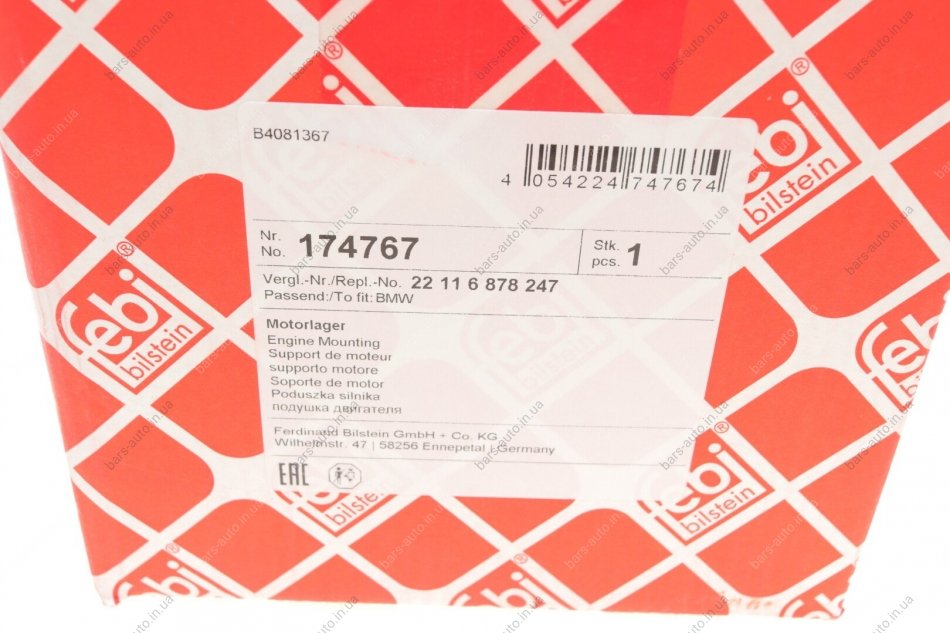 B4081367
4 054224 747674
Nr.
No. 174767
Stk.
pcs. 1
Vergl.-Nr./Repl.-No. 22 11 6 878 247
Passend:/To fit: BMW
Motorlager
Engine Mounting
Support de moteur
supporto motore
Soporte de motor
Poduszka silnika
подушка двигателя
Ferdinand Bilstein GmbH + Co. KG
Wilhelmstr. 47 | 58256 Ennepetal | Germany
EAC
febi
bilstein
febi
bilstein
febi
bilstein
febi
bilstein
bilstein
febi
bars-auto.in.ua